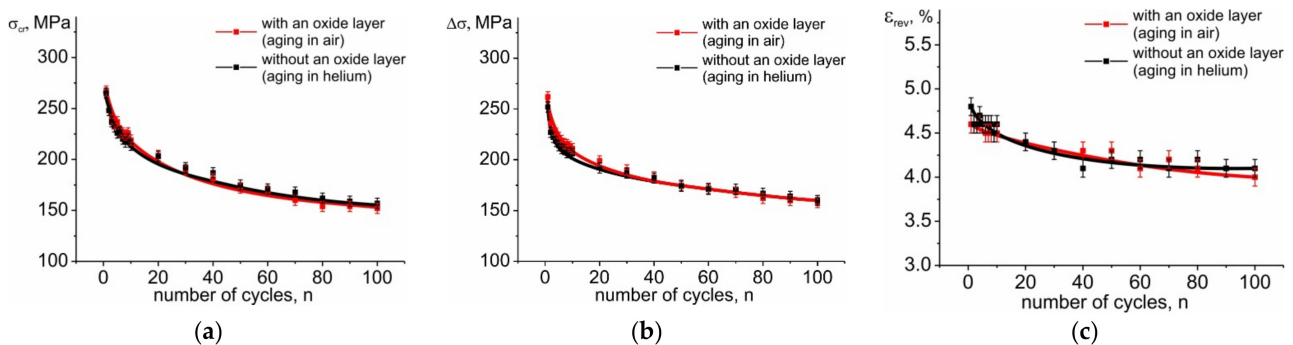 σcr, MPa
300
250
200
150
100
0 20 40 60 80 100
number of cycles, n
with an oxide layer
(aging in air)
without an oxide layer
(aging in helium)
(a)
Δσ, MPa
300
250
200
150
100
0 20 40 60 80 100
number of cycles, n
with an oxide layer
(aging in air)
without an oxide layer
(aging in helium)
(b)
εrev, %
5.5
5.0
4.5
4.0
3.5
3.0
0 20 40 60 80 100
number of cycles, n
with an oxide layer
(aging in air)
without an oxide layer
(aging in helium)
(c)